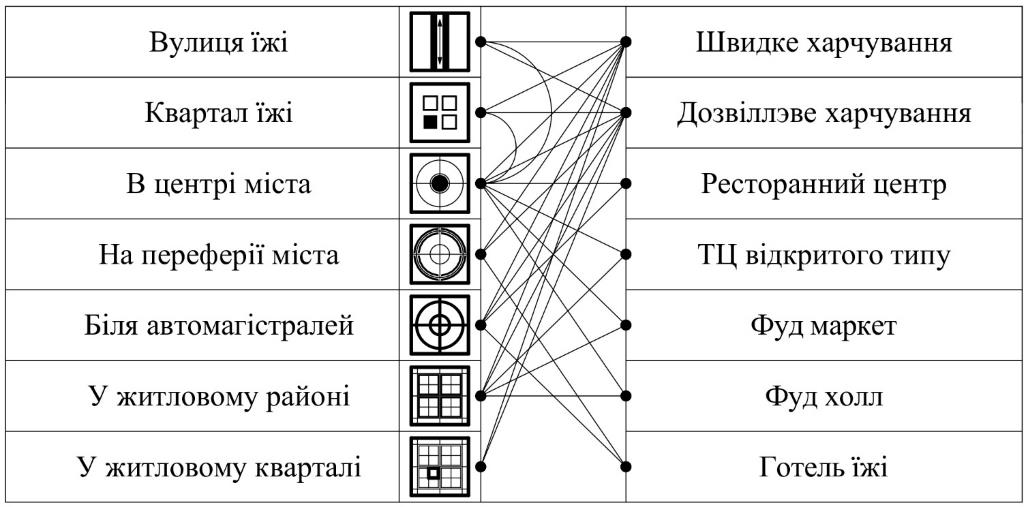 Вулиця їжі
Швидке харчування
Квартал їжі
Дозвіллэве харчування
В центрі міста
Ресторанний центр
На переферії міста
ТЦ відкритого типу
Біля автомагістралей
Фуд маркет
У житловому районі
Фуд холл
У житловому кварталі
Готель їжі